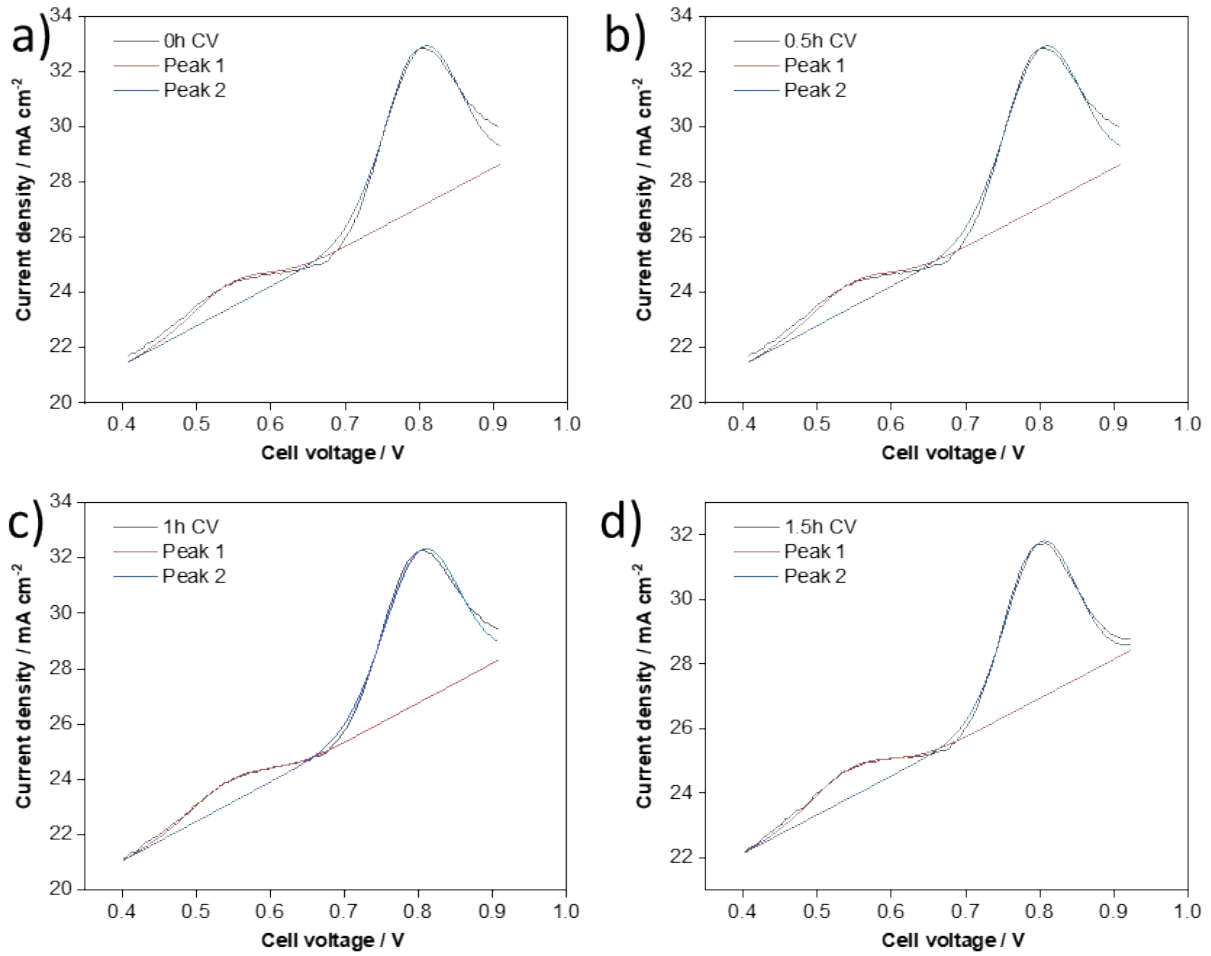 a)
0h CV
Peak 1
Peak 2
Current density / mA cm-2
34
32
30
28
26
24
22
20
0.4 0.5 0.6 0.7 0.8 0.9 1.0
Cell voltage / V
b)
0.5h CV
Peak 1
Peak 2
Current density / mA cm-2
34
32
30
28
26
24
22
20
0.4 0.5 0.6 0.7 0.8 0.9 1.0
Cell voltage / V
c)
1h CV
Peak 1
Peak 2
Current density / mA cm-2
34
32
30
28
26
24
22
20
0.4 0.5 0.6 0.7 0.8 0.9 1.0
Cell voltage / V
d)
1.5h CV
Peak 1
Peak 2
Current density / mA cm-2
32
30
28
26
24
22
0.4 0.5 0.6 0.7 0.8 0.9 1.0
Cell voltage / V